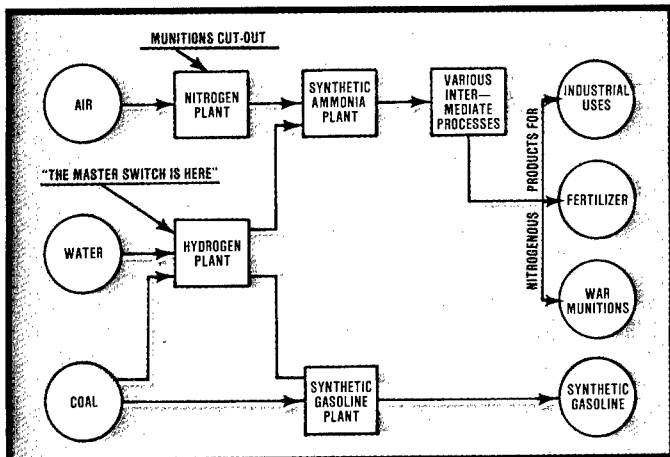 MUNITIONS CUT-OUT
AIR
NITROGEN
PLANT
SYNTHETIC
AMMONIA
PLANT
VARIOUS
INTER—
MEDIATE
PROCESSES
INDUSTRIAL
USES
"THE MASTER SWITCH IS HERE"
WATER
HYDROGEN
PLANT
NITROGENOUS PRODUCTS FOR
FERTILIZER
WAR
MUNITIONS
COAL
SYNTHETIC
GASOLINE
PLANT
SYNTHETIC
GASOLINE